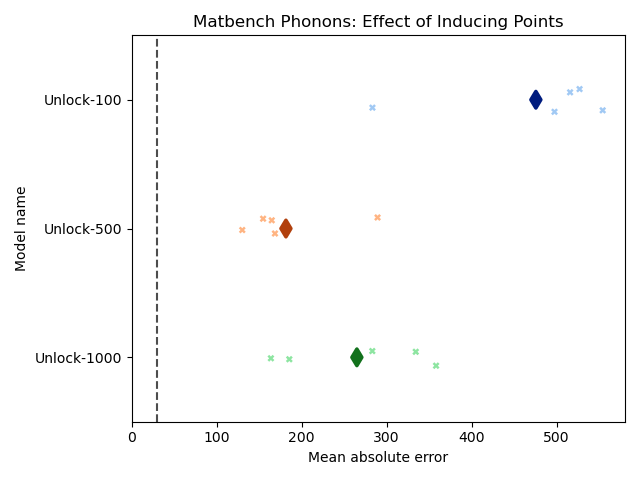 Matbench Phonons: Effect of Inducing Points
Model name
Unlock-100
Unlock-500
Unlock-1000
0 100 200 300 400 500
Mean absolute error